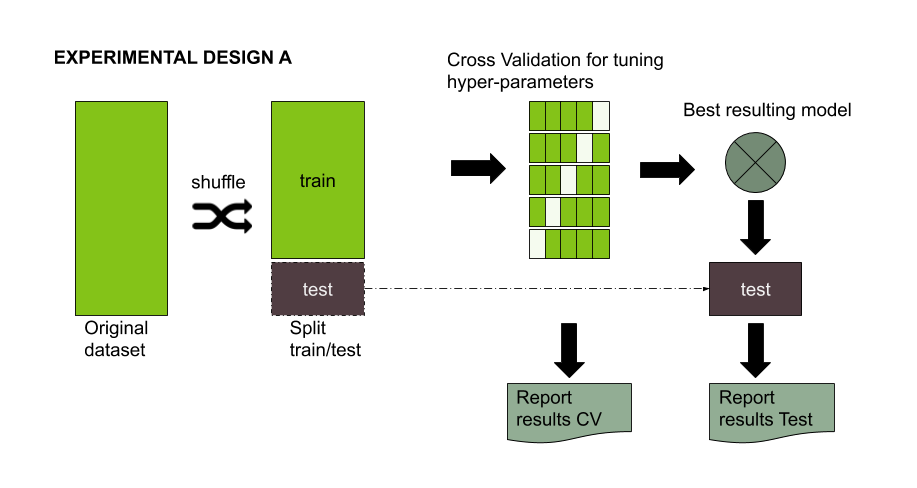 EXPERIMENTAL DESIGN A
Cross Validation for tuning
hyper-parameters
Best resulting model
shuffle
train
test
test
Original
dataset
Split
train/test
Report
results CV
Report
results Test